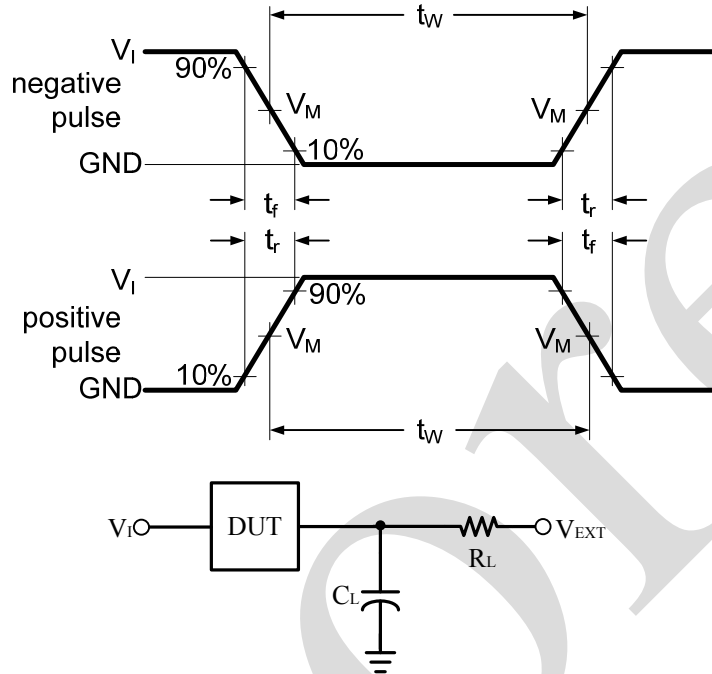 tW
VI
90%
negative
pulse
VM
VM
10%
GND
tf
tr
tr
tf
VI
90%
positive
pulse
VM
VM
10%
GND
tW
VI
DUT
VEXT
RL
CL